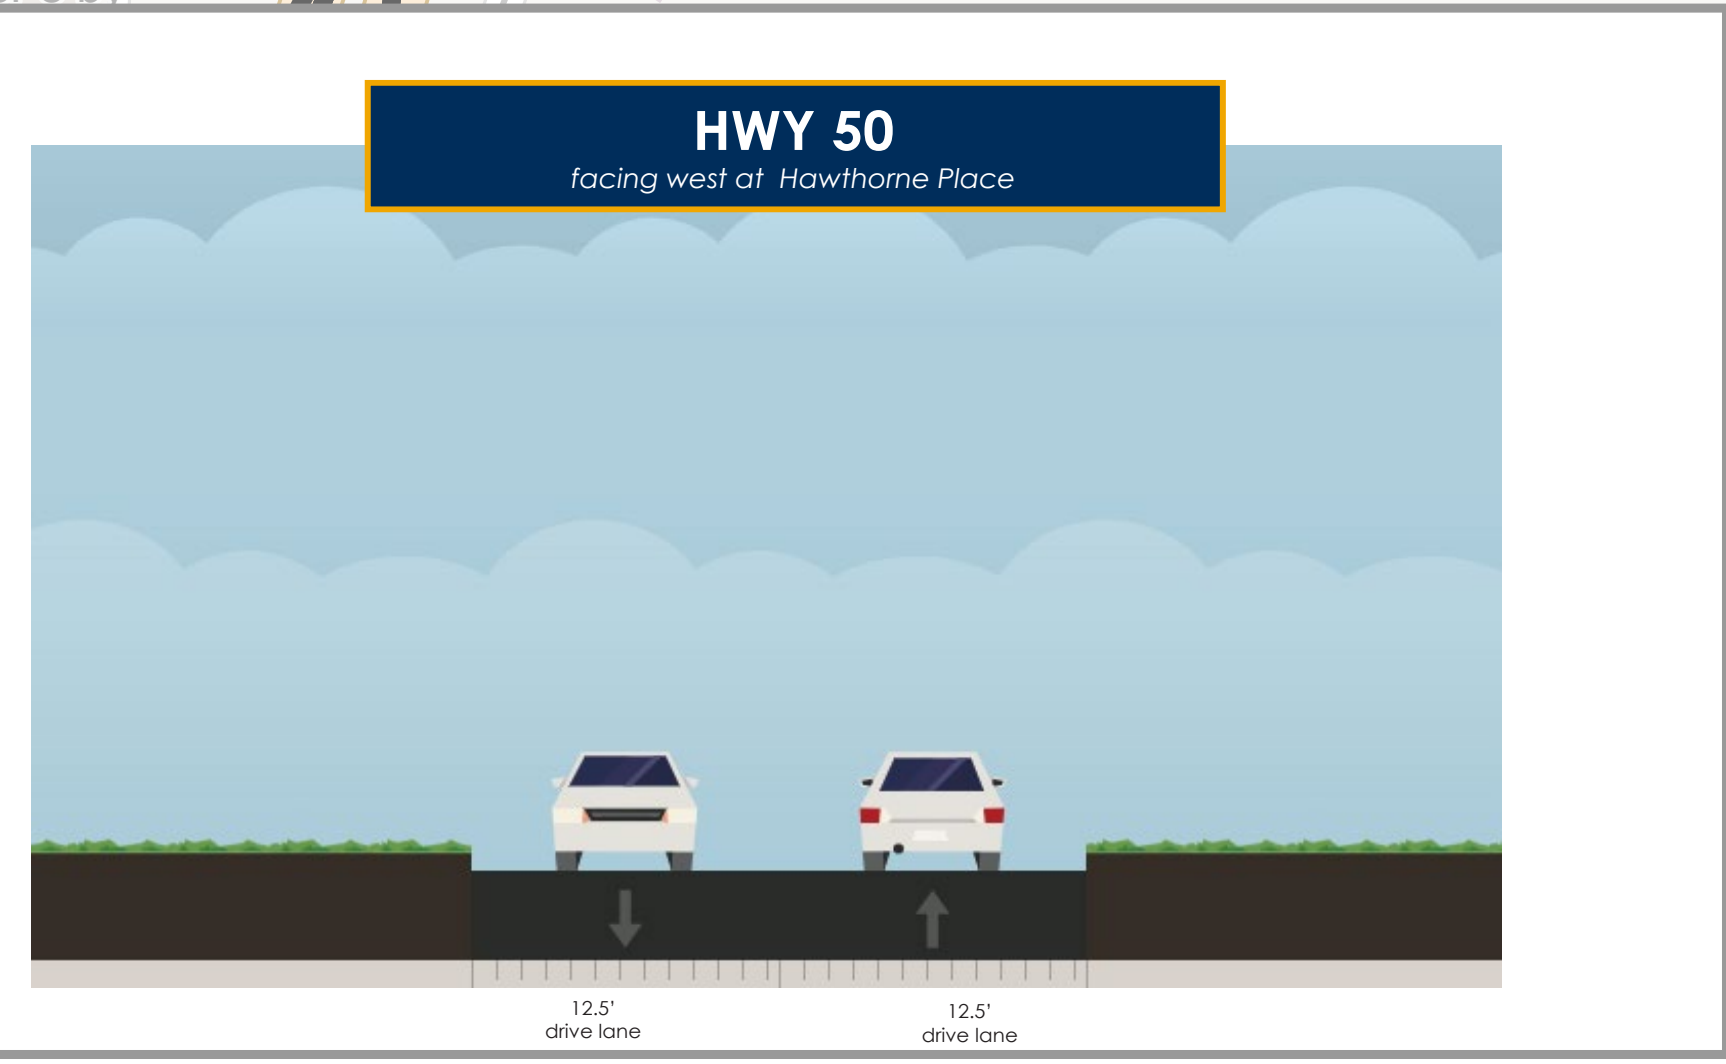 HWY 50
facing west at Hawthorne Place
12.5’
drive lane
12.5’
drive lane